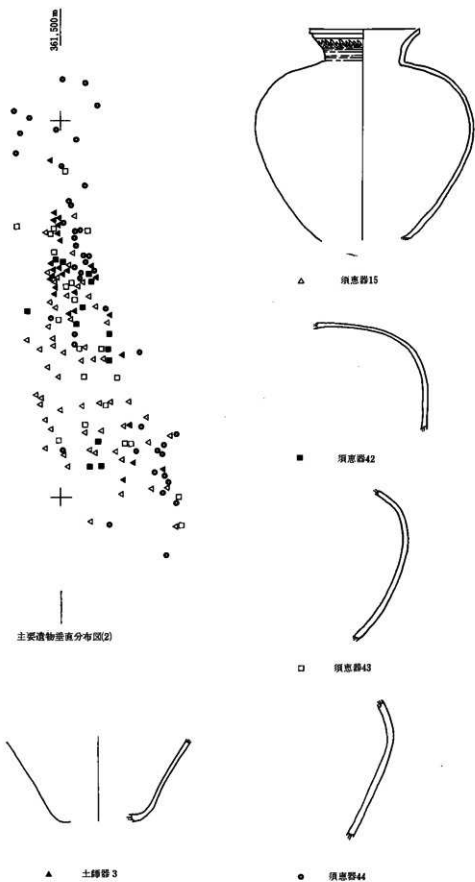 361,500m
△ 須恵器15
■ 須恵器42
主要遺物垂直分布図(2)
□ 須恵器43
▲ 土師器3
● 須恵器44